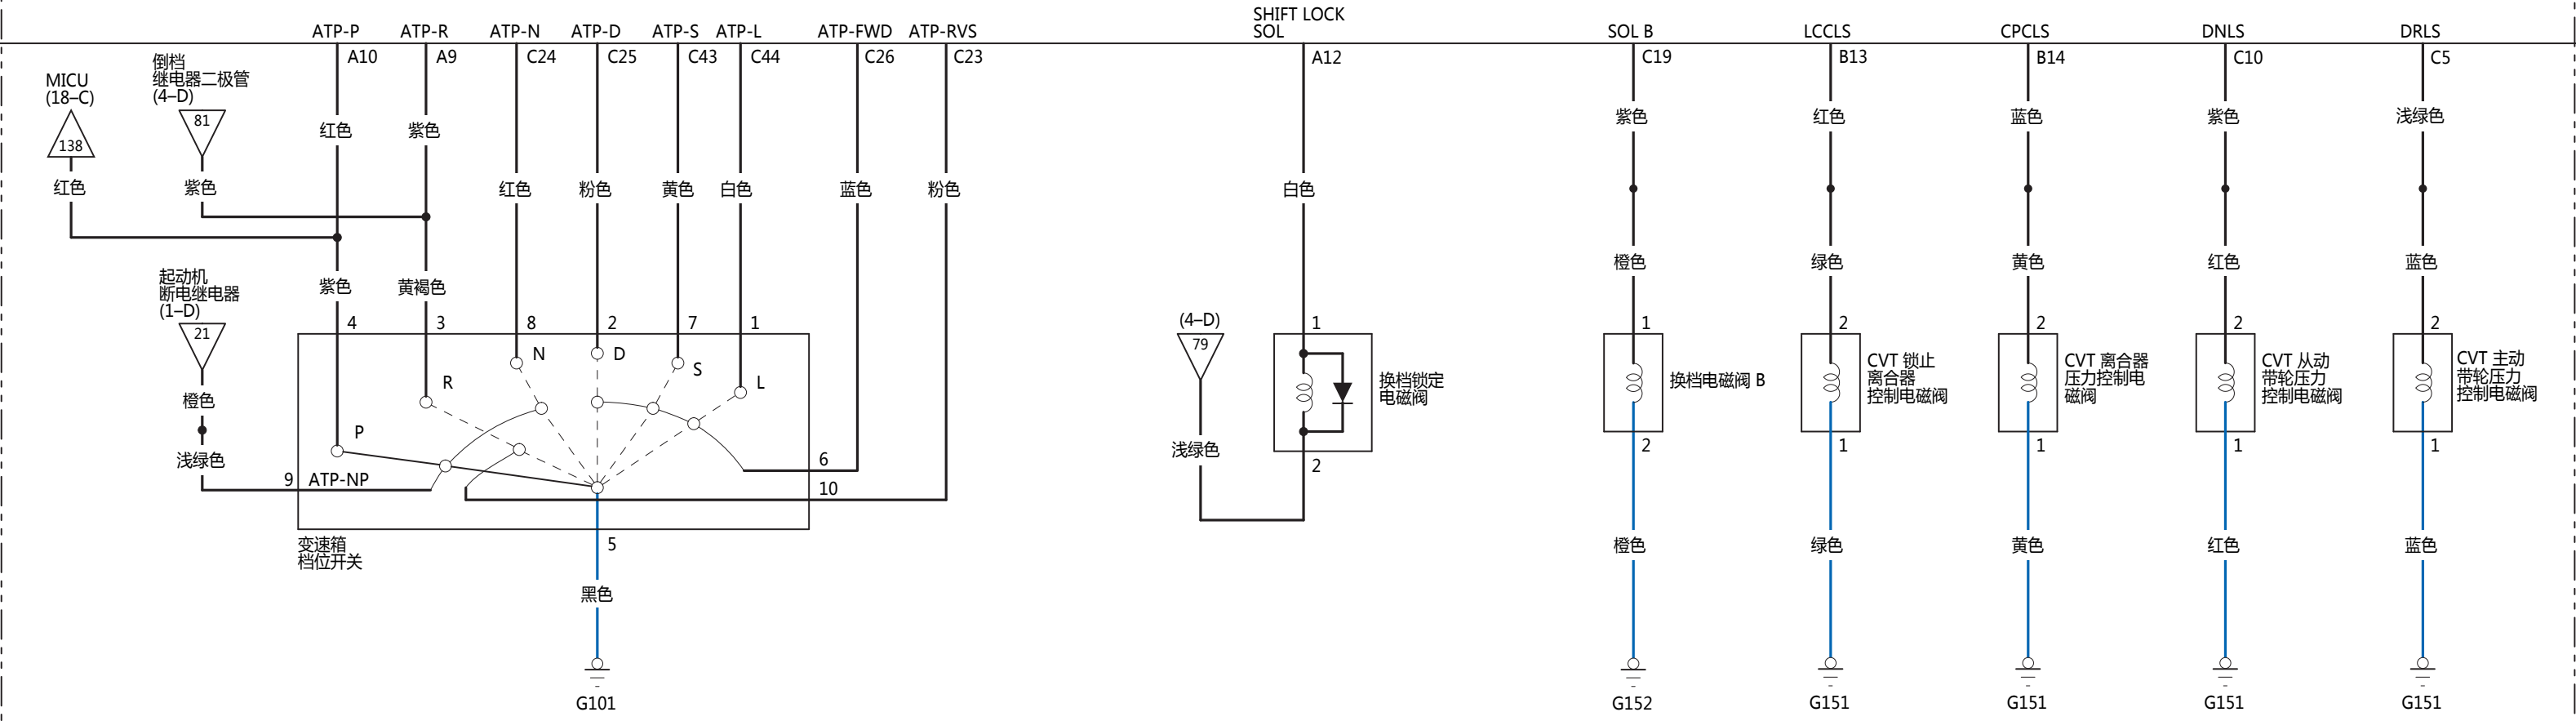 SHIFT LOCK
ATP-P ATP-R ATP-N ATP-D ATP-S ATP-L ATP-FWD ATP-RVS SOL SOL B LCCLS CPCLS DNLS DRLS
A10 A9 C24 C25 C43 C44 C26 C23 A12 C19 B13 B14 C10 C5
倒档
继电器二极管
(4–D)
MICU
(18–C)
81
138
红色 紫色 紫色 红色 蓝色 紫色 浅绿色
红色 紫色 红色 粉色 黄色 白色 蓝色 粉色 白色
橙色 绿色 黄色 红色 蓝色
紫色 黄褐色
起动机
断电继电器
(1–D)
21
4 3 8 2 7 1
(4–D)
79
1 1 2 2 2 2
N D S
R L
P
换档锁定
电磁阀
换档电磁阀 B
CVT 锁止
离合器
控制电磁阀
CVT 离合器
压力控制电
磁阀
CVT 从动
带轮压力
控制电磁阀
CVT 主动
带轮压力
控制电磁阀
橙色
浅绿色
浅绿色
2 2 1 1 1 1
6
9 ATP-NP 10
变速箱
档位开关
5
橙色 绿色 黄色 红色 蓝色
黑色
G101 G152 G151 G151 G151 G151